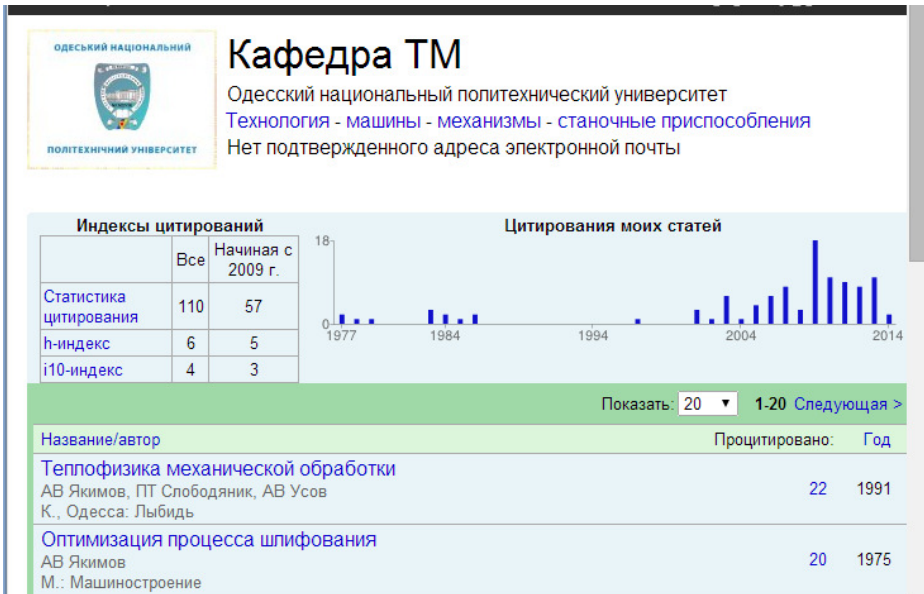 ОДЕСЬКИЙ НАЦІОНАЛЬНИЙ
ПОЛІТЕХНІЧНИЙ УНІВЕРСИТЕТ
Кафедра ТМ
Одесский национальный политехнический университет
Технология - машины - механизмы - станочные приспособления
Нет подтвержденного адреса электронной почты
Индексы цитирований
Все Начиная с 2009 г.
Статистика цитирования 110 57
h-индекс 6 5
i10-индекс 4 3
Цитирования моих статей
18
0
1977 1984 1994 2004 2014
Показать: 20 1-20 Следующая >
Название/автор Процитировано: Год
Теплофизика механической обработки
АВ Якимов, ПТ Слободяник, АВ Усов 22 1991
К., Одесса: Лыбидь
Оптимизация процесса шлифования
АВ Якимов 20 1975
М.: Машиностроение